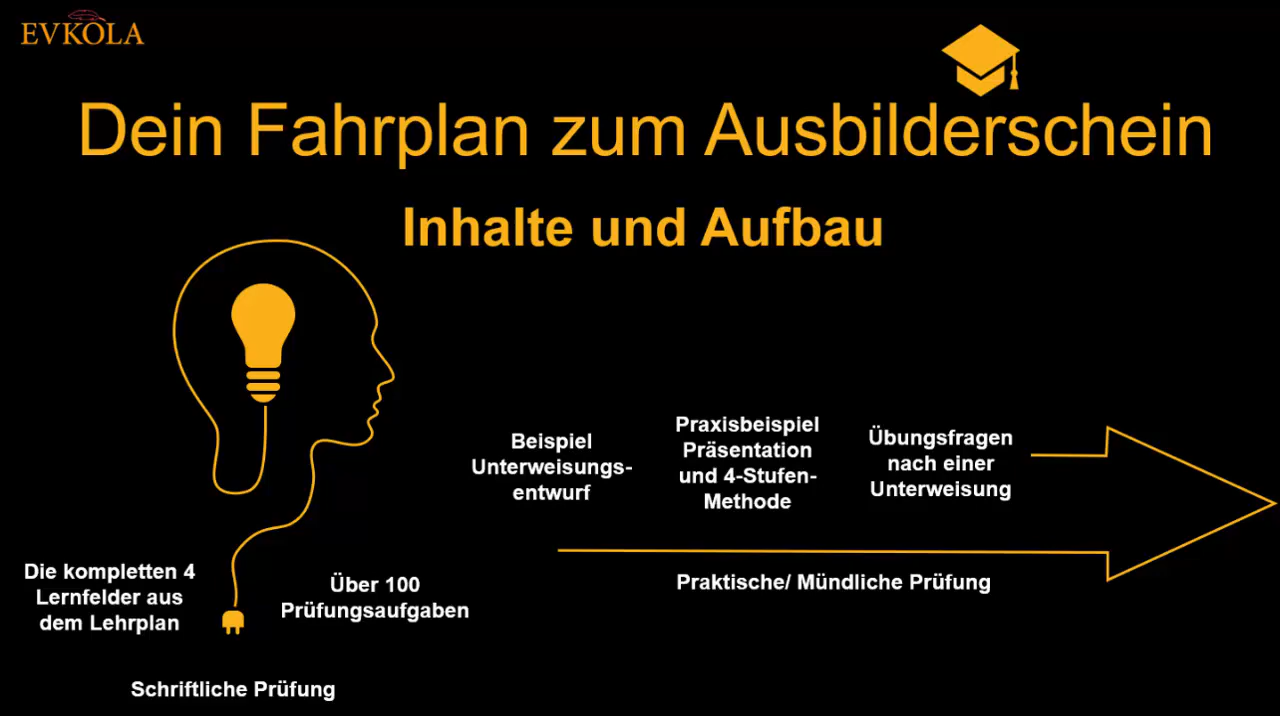 EVKOLA
Dein Fahrplan zum Ausbilderschein
Inhalte und Aufbau
Beispiel
Unterweisungs-
entwurf
Praxisbeispiel
Präsentation
und 4-Stufen-
Methode
Übungsfragen
nach einer
Unterweisung
Praktische/ Mündliche Prüfung
Die kompletten 4
Lernfelder aus
dem Lehrplan
Über 100
Prüfungsaufgaben
Schriftliche Prüfung